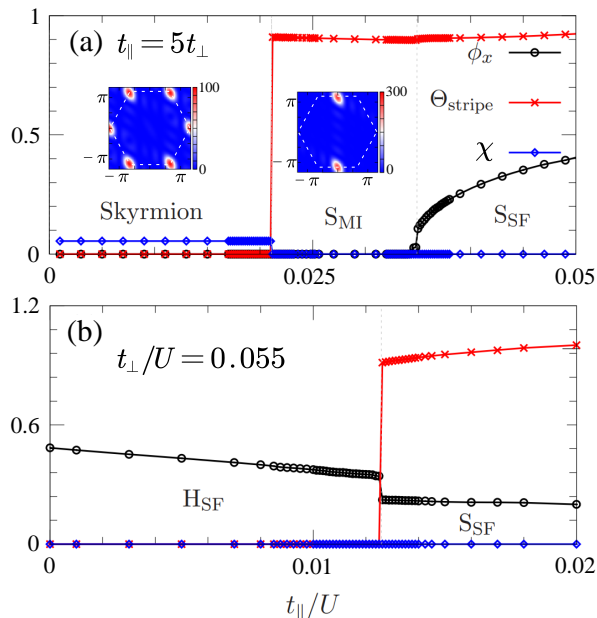 1
(a) t∥ = 5t⊥
ϕx
100
300
π
π
Θstripe
0.5
χ
−π
0
−π
0
−π
π
−π
π
Skyrmion
SMI
SSF
0
0
0.025
0.05
1.2
(b)
t⊥/U = 0.055
0.6
HSF
SSF
0
0
0.01
0.02
t∥/U